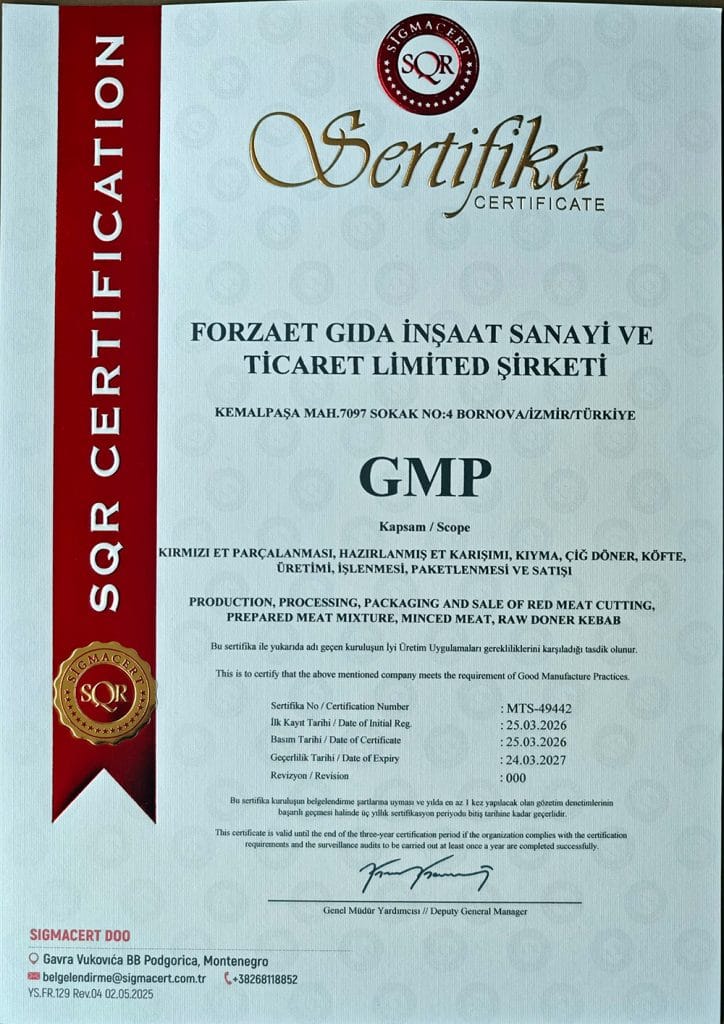 SİGMACERT
SQR
Sertifika
CERTIFICATE
SQR CERTIFICATION
FORZAET GIDA İNŞAAT SANAYİ VE
TİCARET LİMİTED ŞİRKETİ
KEMALPAŞA MAH.7097 SOKAK NO:4 BORNOVA/İZMİR/TÜRKİYE
GMP
Kapsam / Scope
KIRMIZI ET PARÇALANMASI, HAZIRLANMIŞ ET KARIŞIMI, KIYMA, ÇİĞ DÖNER, KÖFTE,
ÜRETİMİ, İŞLENMESİ, PAKETLENMESİ VE SATIŞI
PRODUCTION, PROCESSING, PACKAGING AND SALE OF RED MEAT CUTTING,
PREPARED MEAT MIXTURE, MINCED MEAT, RAW DONER KEBAB
Bu sertifika ile yukarıda adı geçen kuruluşun İyi Üretim Uygulamaları gerekliliklerini karşıladığı tasdik olunur.
This is to certify that the above mentioned company meets the requirement of Good Manufacture Practices.
SİGMACERT
SQR
Sertifika No / Certification Number : MTS-49442
İlk Kayıt Tarihi / Date of Initial Reg. : 25.03.2026
Basım Tarihi / Date of Certificate : 25.03.2026
Geçerlilik Tarihi / Date of Expiry : 24.03.2027
Revizyon / Revision : 000
Bu sertifika kuruluşun belgelendirme şartlarına uyması ve yılda en az 1 kez yapılacak olan gözetim denetimlerinin
başarılı geçmesi halinde üç yıllık sertifikasyon periyodu bitiş tarihine kadar geçerlidir.
This certificate is valid until the end of the three-year certification period if the organization complies with the certification
requirements and the surveillance audits to be carried out at least once a year are completed successfully.
Genel Müdür Yardımcısı // Deputy General Manager
SIGMACERT DOO
Gavra Vukovića BB Podgorica, Montenegro
belgelendirme@sigmacert.com.tr +38268118852
YS.FR.129 Rev.04 02.05.2025